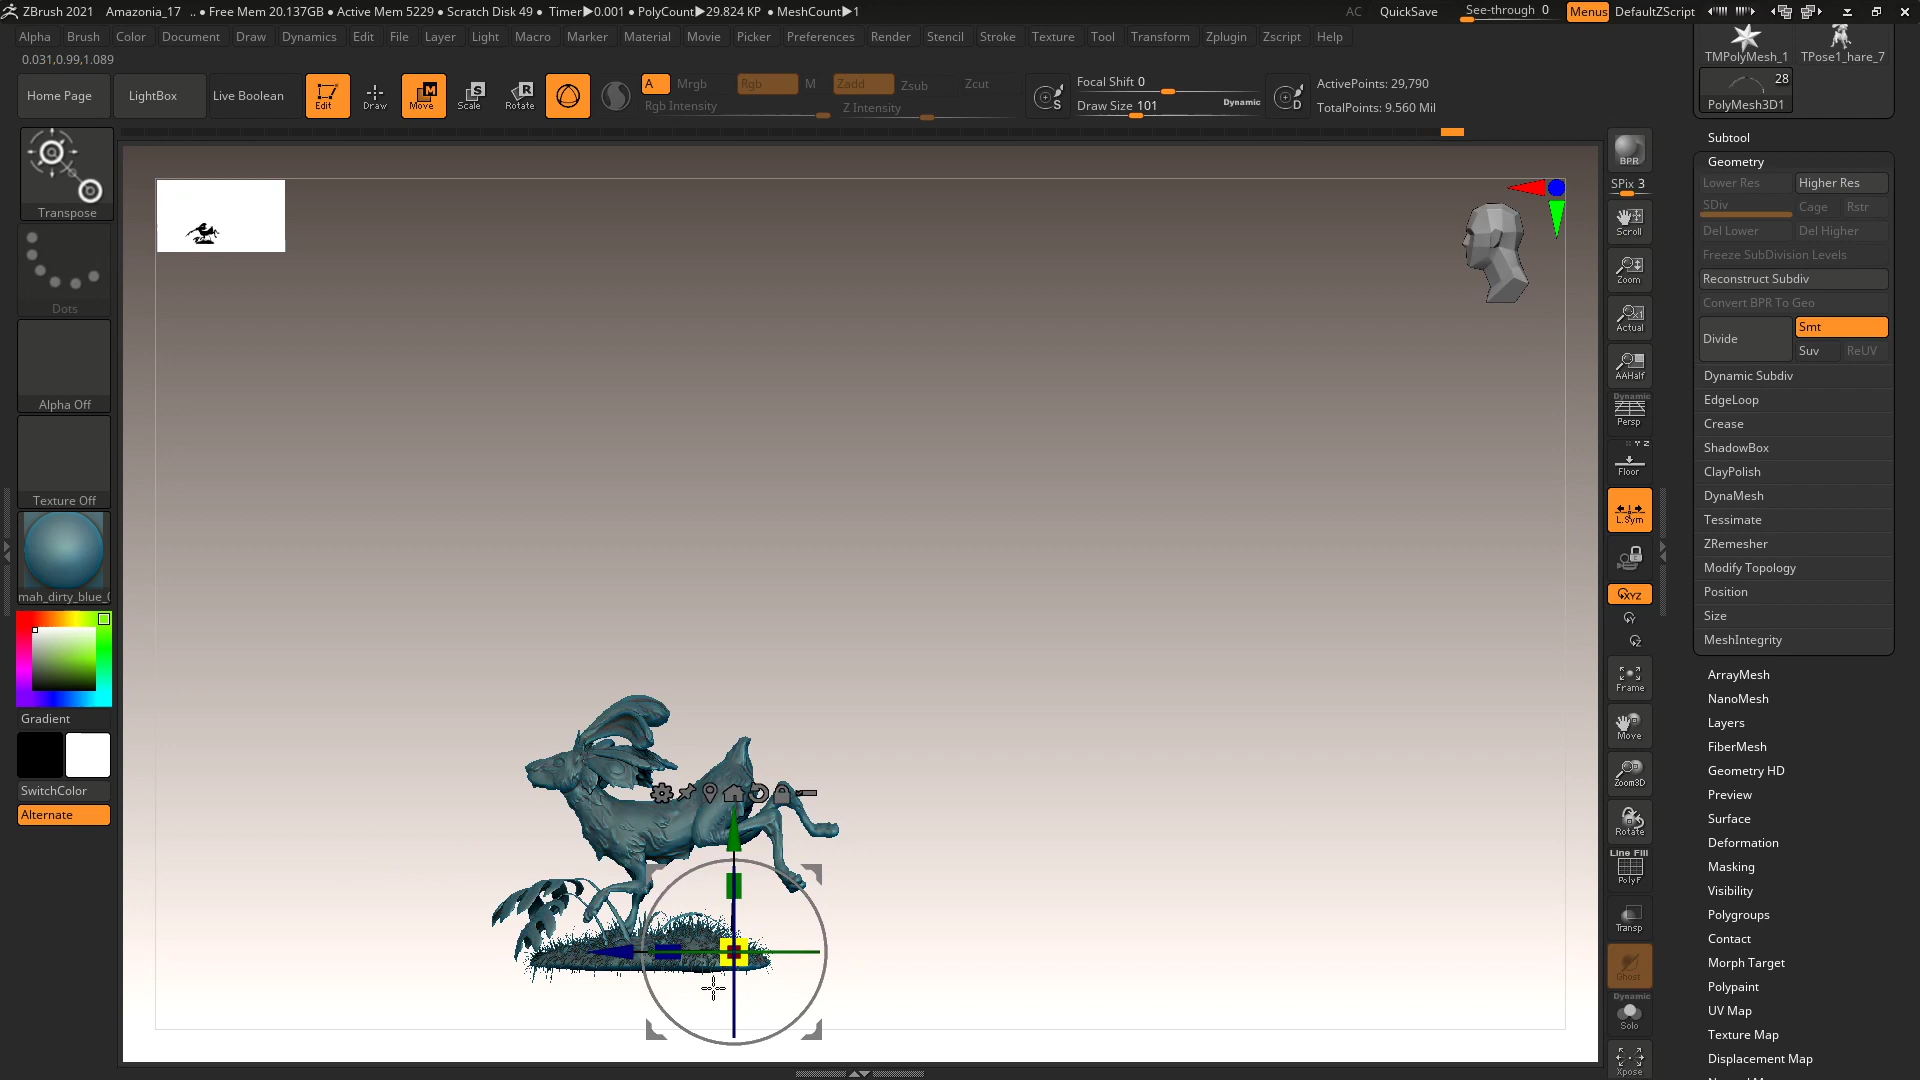 ZBrush 2021 Amazonia_17 .. ● Free Mem 20.137GB ● Active Mem 5229 ● Scratch Disk 49 ● Timer▶0.001 ● PolyCount▶29.824 KP ● MeshCount▶1 AC QuickSave See-through 0 Menus DefaultZScript
Alpha Brush Color Document Draw Dynamics Edit File Layer Light Macro Marker Material Movie Picker Preferences Render Stencil Stroke Texture Tool Transform Zplugin Zscript Help
0.031,0.99,1.089
Home Page LightBox Live Boolean Edit Draw Move Scale Rotate
A Mrgb Rgb M Zadd Zsub Zcut
Rgb Intensity Z Intensity
S Focal Shift 0
Draw Size 101 Dynamic D
ActivePoints: 29,790
TotalPoints: 9.560 Mil
TMPolyMesh_1 TPose1_hare_7
28
PolyMesh3D1
Transpose
Dots
Alpha Off
Texture Off
mah_dirty_blue_0
Gradient
SwitchColor
Alternate
BPR
SPix 3
Scroll
Zoom
Actual
AAHalf
Dynamic
Persp
Floor
L.Sym
XYZ
Frame
Move
Zoom3D
Rotate
Line Fill
PolyF
Transp
Ghost
Dynamic
Solo
Xpose
Subtool
Geometry
Lower Res Higher Res
SDiv Cage Rstr
Del Lower Del Higher
Freeze SubDivision Levels
Reconstruct Subdiv
Convert BPR To Geo
Divide Smt
Suv ReUV
Dynamic Subdiv
EdgeLoop
Crease
ShadowBox
ClayPolish
DynaMesh
Tessimate
ZRemesher
Modify Topology
Position
Size
MeshIntegrity
ArrayMesh
NanoMesh
Layers
FiberMesh
Geometry HD
Preview
Surface
Deformation
Masking
Visibility
Polygroups
Contact
Morph Target
Polypaint
UV Map
Texture Map
Displacement Map